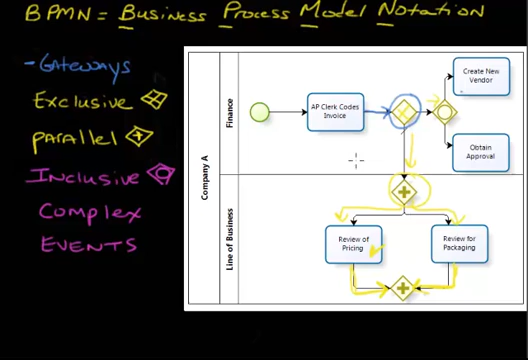 BPMN = Business Process Model Notation
- Gateways
Exclusive
Parallel
Inclusive
Complex
EVENTS
Company A
Finance
AP Clerk Codes
Invoice
Create New
Vendor
Obtain
Approval
Line of Business
Review of
Pricing
Review for
Packaging